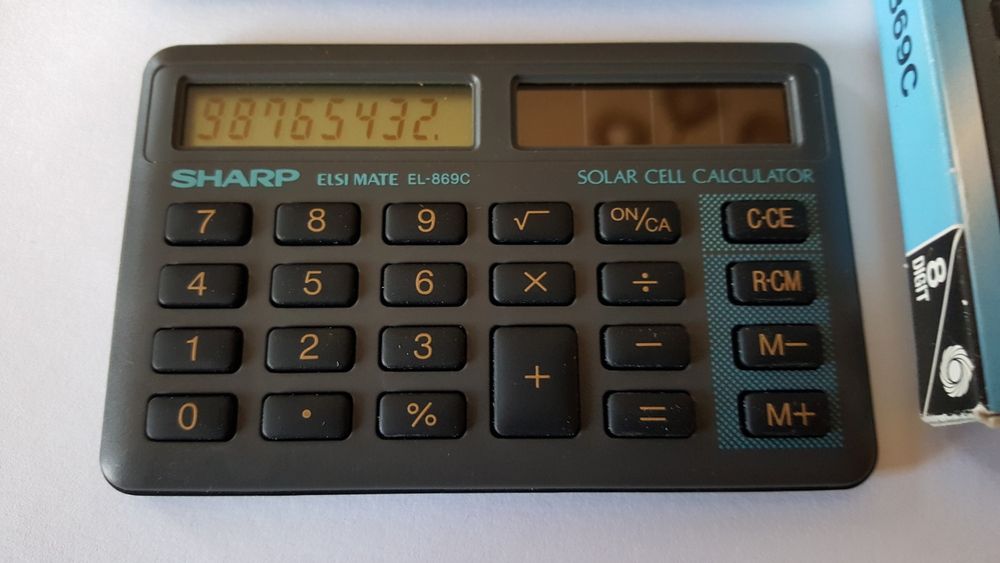 98765432.
SHARP ELSI MATE EL-869C SOLAR CELL CALCULATOR
7 8 9 √ ON/CA C·CE
4 5 6 × ÷ R·CM
1 2 3 + − M−
0 · % = M+
869C
8
DIGIT